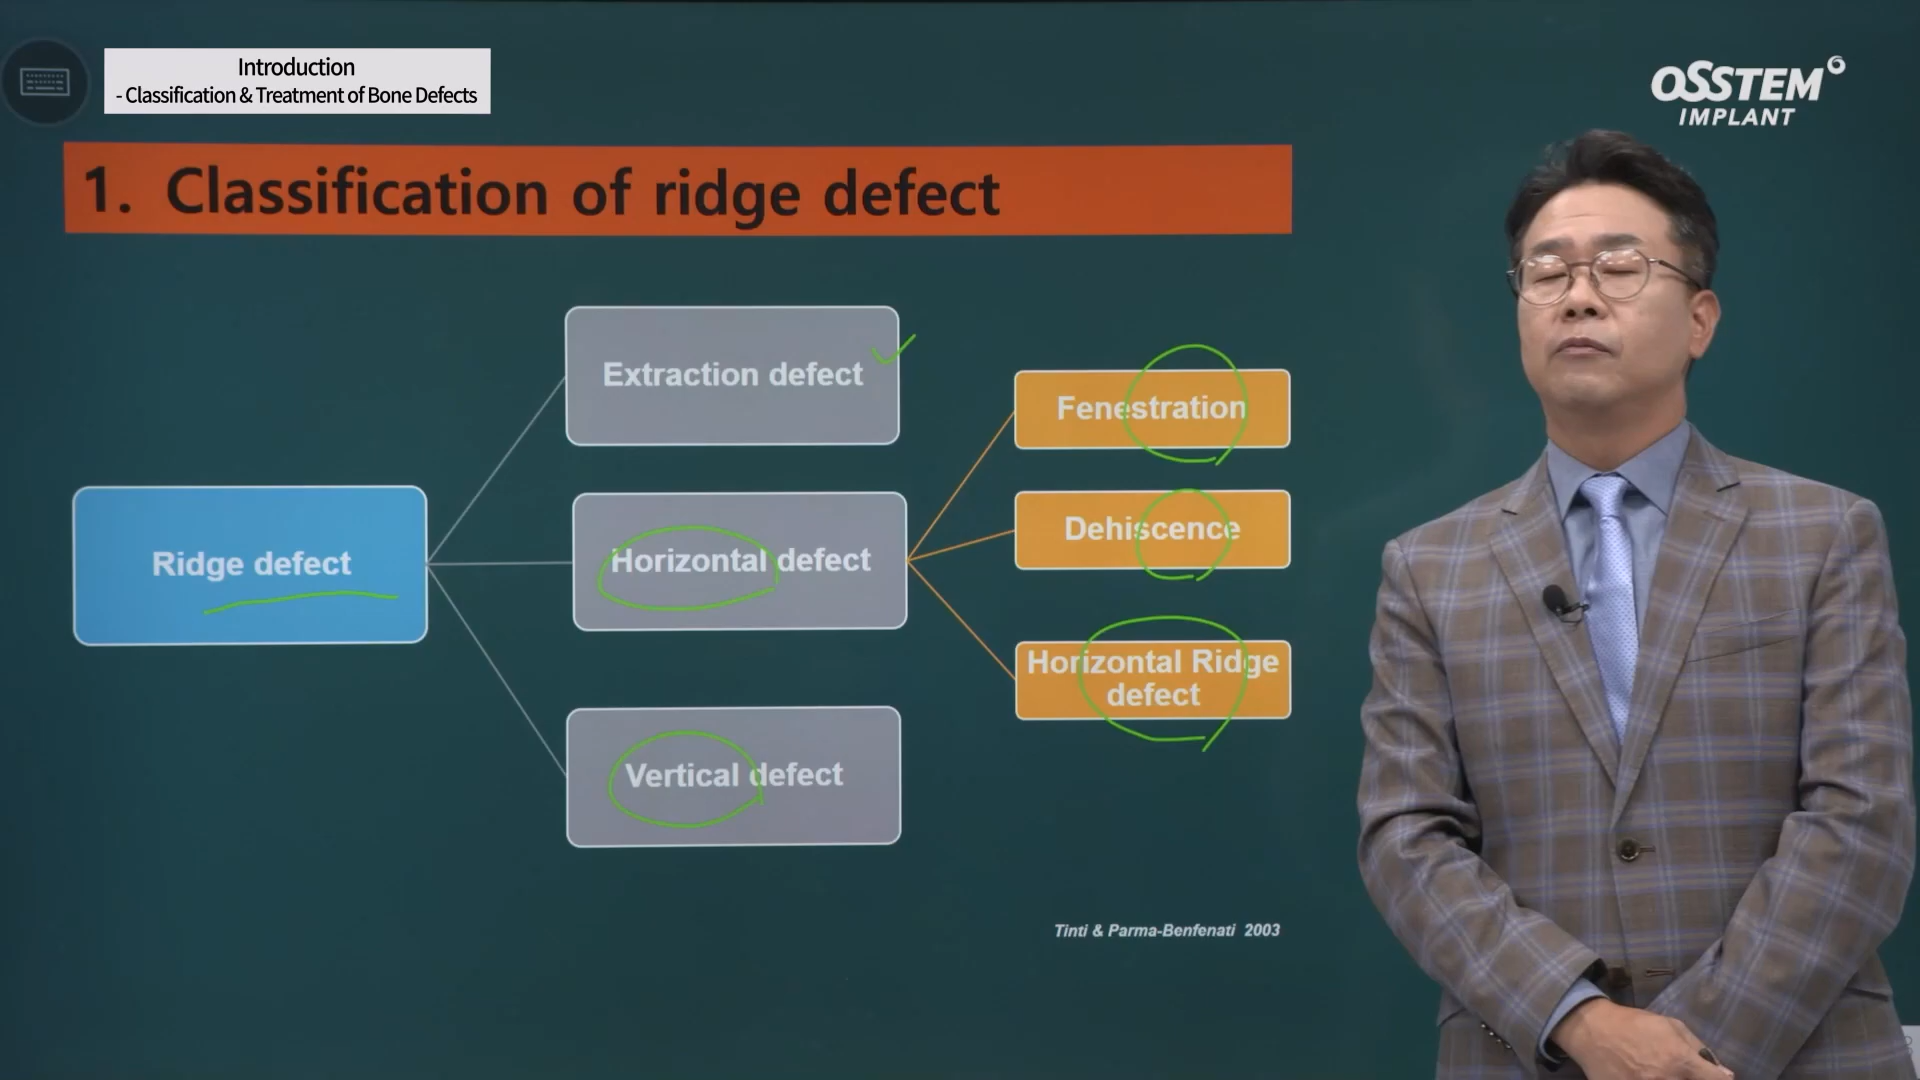 Introduction
- Classification & Treatment of Bone Defects
OSSTEM
IMPLANT
1. Classification of ridge defect
Extraction defect
Fenestration
Dehiscence
Ridge defect
Horizontal defect
Horizontal Ridge
defect
Vertical defect
Tinti & Parma-Benfenati 2003